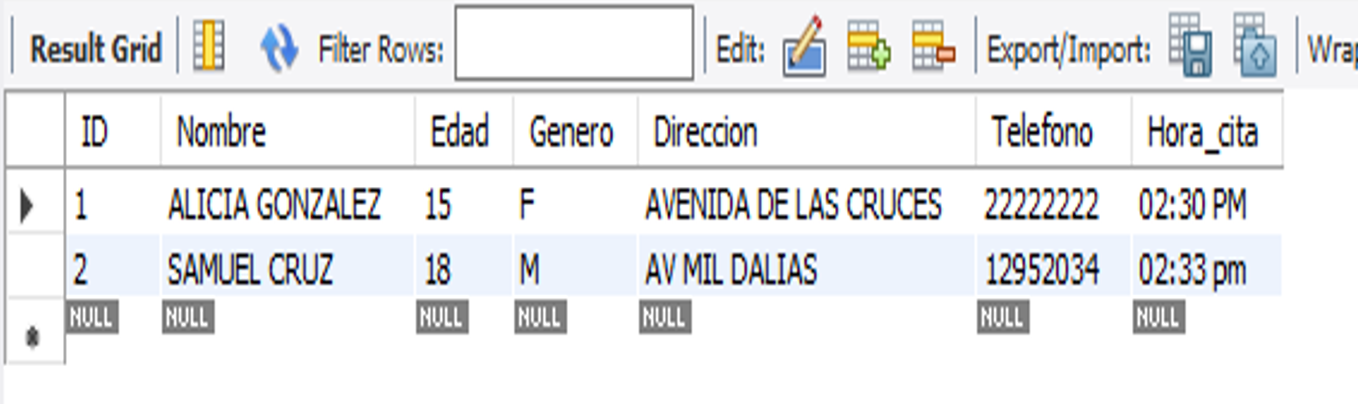 Result Grid Filter Rows: Edit: Export/Import: Wrap
ID Nombre Edad Genero Direccion Telefono Hora_cita
1 ALICIA GONZALEZ 15 F AVENIDA DE LAS CRUCES 22222222 02:30 PM
2 SAMUEL CRUZ 18 M AV MIL DALIAS 12952034 02:33 pm
NULL NULL NULL NULL NULL NULL NULL